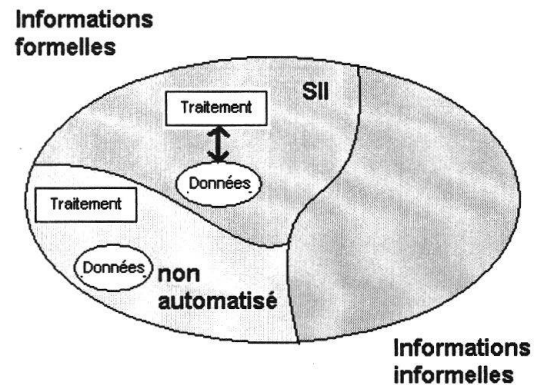 Informations
formelles
SII
Traitement
Données
Traitement
Données
non
automatisé
Informations
informelles